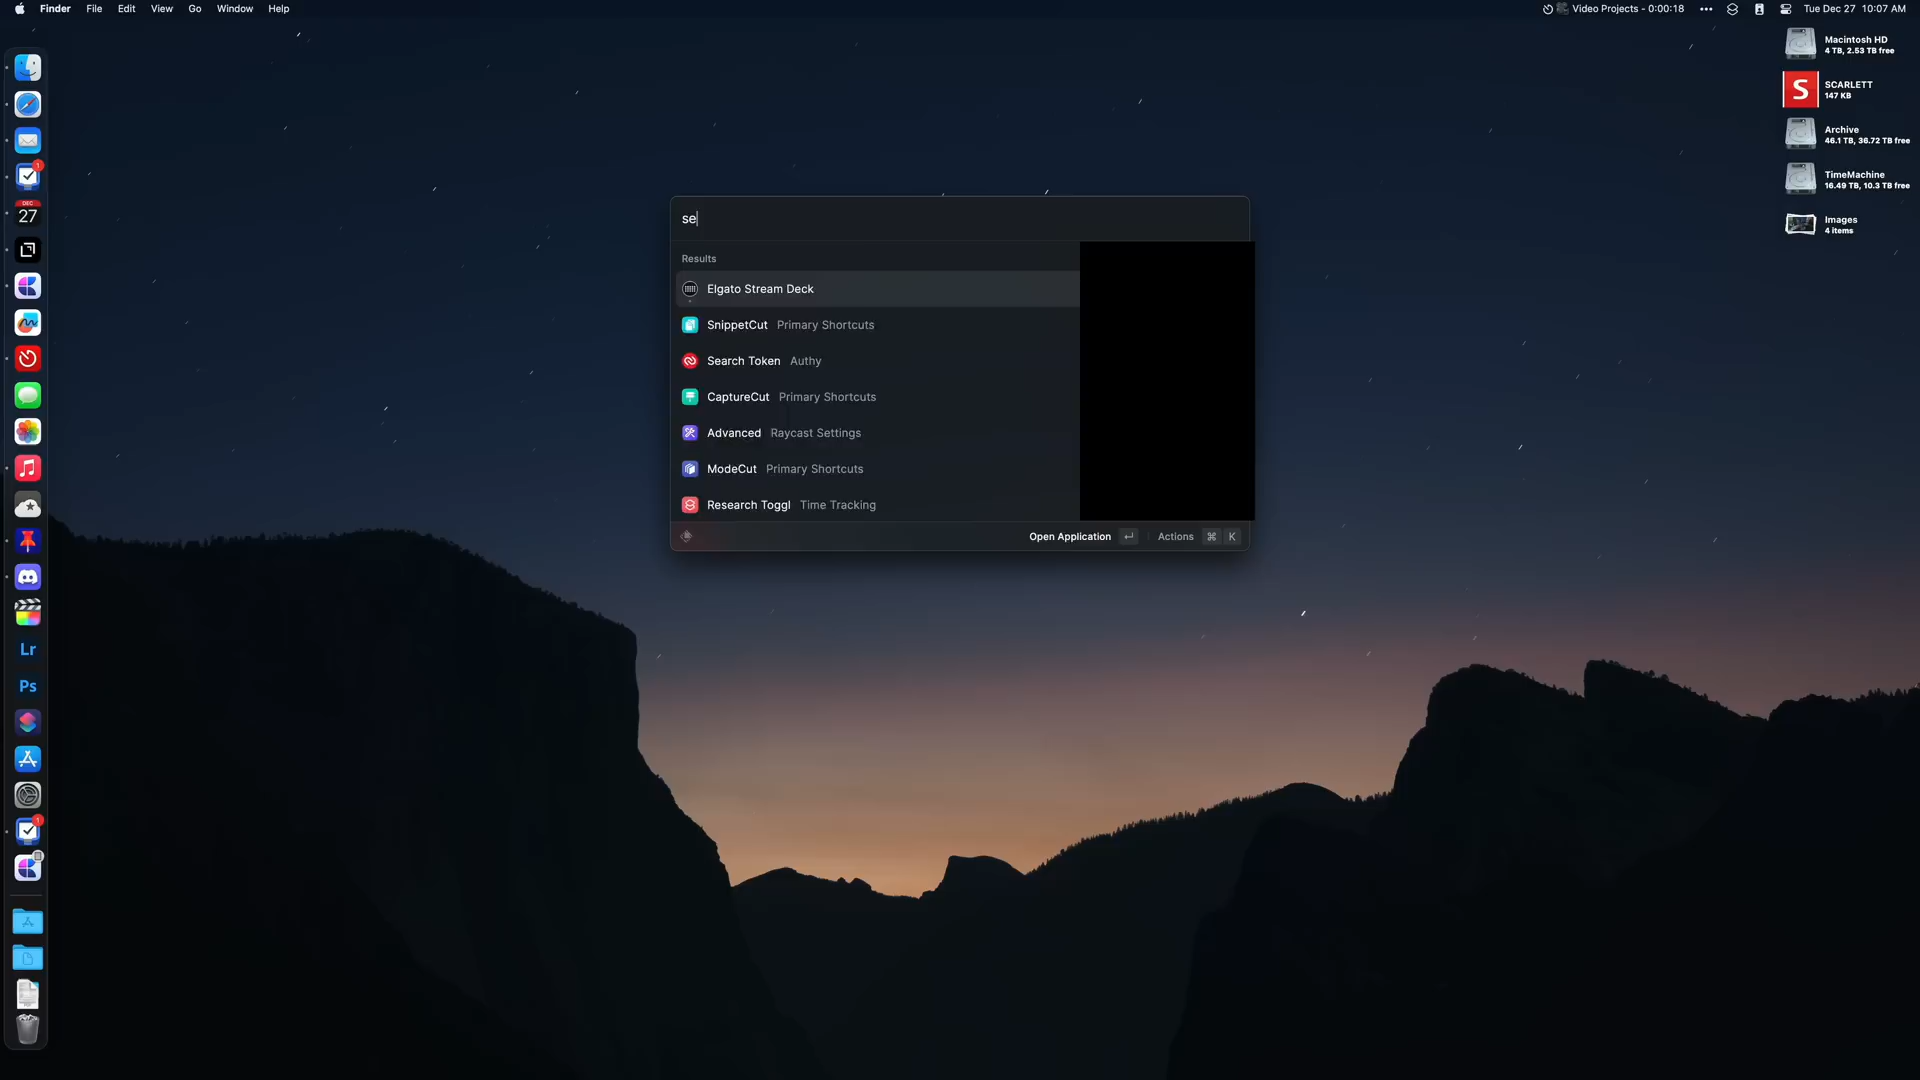 Finder File Edit View Go Window Help
Video Projects - 0:00:18 Tue Dec 27 10:07 AM
Macintosh HD
4 TB, 2.53 TB free
S SCARLETT
147 KB
Archive
46.1 TB, 36.72 TB free
TimeMachine
16.49 TB, 10.3 TB free
Images
4 items
1
DEC
27
Lr
Ps
1
se
Results
Elgato Stream Deck
SnippetCut Primary Shortcuts
Search Token Authy
CaptureCut Primary Shortcuts
Advanced Raycast Settings
ModeCut Primary Shortcuts
Research Toggl Time Tracking
Open Application ↵ Actions ⌘ K